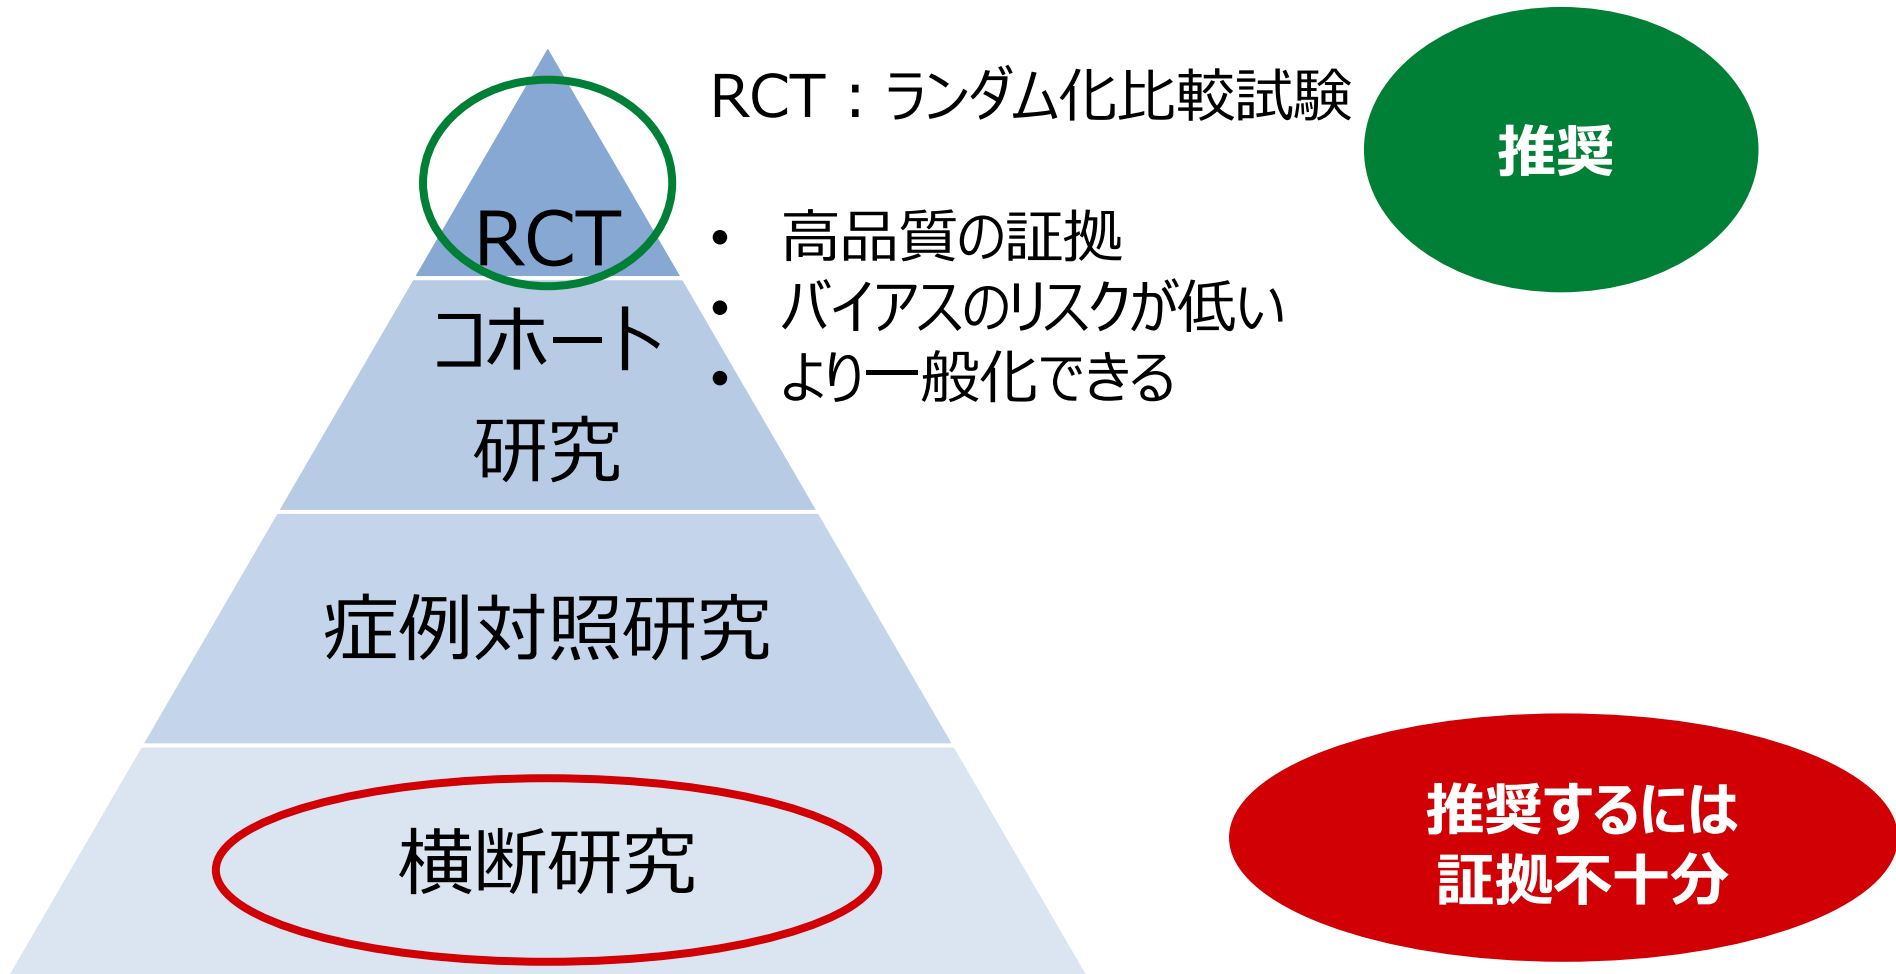 RCT：ランダム化比較試験
推奨
• 高品質の証拠
• バイアスのリスクが低い
• より一般化できる
RCT
コホート
研究
症例対照研究
横断研究
推奨するには
証拠不十分